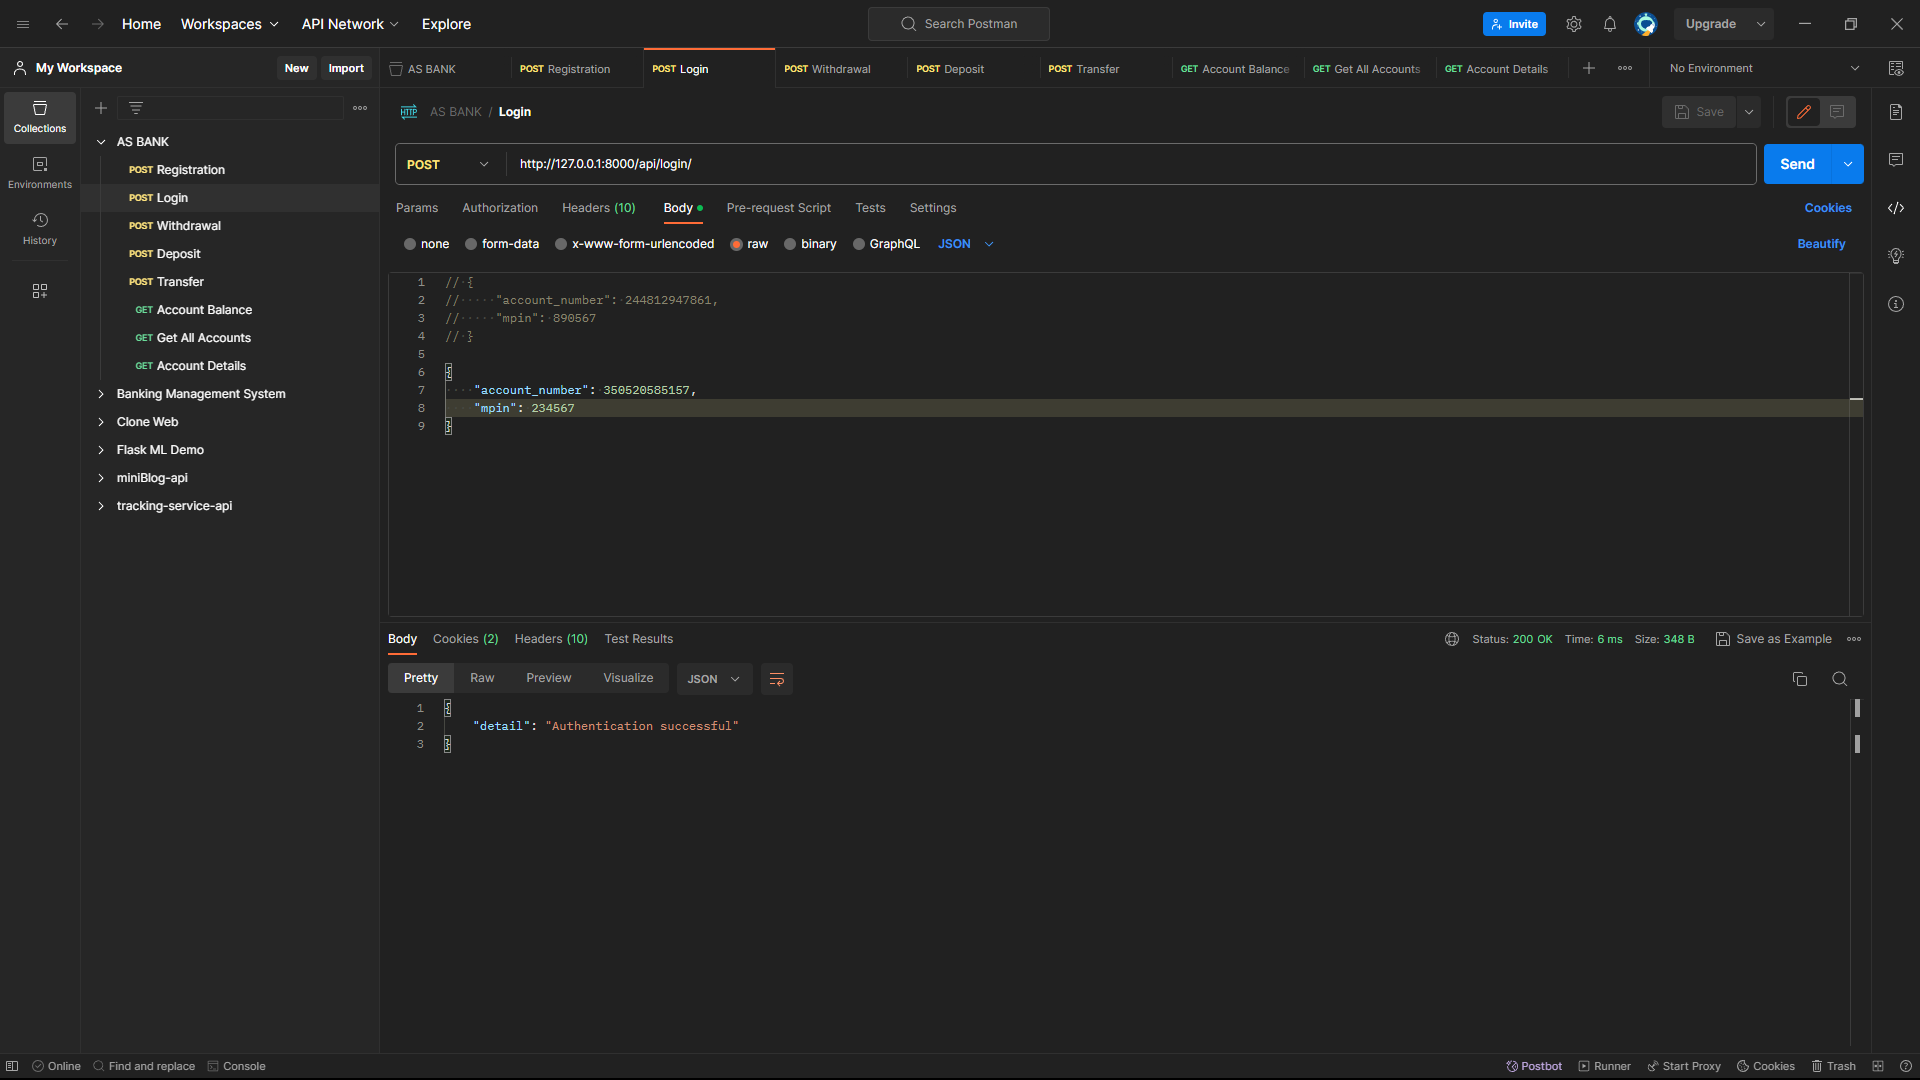 Home Workspaces API Network Explore Search Postman Invite Upgrade
My Workspace New Import AS BANK POST Registration POST Login POST Withdrawal POST Deposit POST Transfer GET Account Balance GET Get All Accounts GET Account Details No Environment
Collections
Environments
History
AS BANK
POST Registration
POST Login
POST Withdrawal
POST Deposit
POST Transfer
GET Account Balance
GET Get All Accounts
GET Account Details
Banking Management System
Clone Web
Flask ML Demo
miniBlog-api
tracking-service-api
HTTP AS BANK / Login Save
POST http://127.0.0.1:8000/api/login/ Send
Params Authorization Headers (10) Body Pre-request Script Tests Settings Cookies
none form-data x-www-form-urlencoded raw binary GraphQL JSON Beautify
1 // {
2 //     "account_number": 244812947861,
3 //     "mpin": 890567
4 // }
5
6 {
7     "account_number": 350520585157,
8     "mpin": 234567
9 }
Body Cookies (2) Headers (10) Test Results Status: 200 OK Time: 6 ms Size: 348 B Save as Example
Pretty Raw Preview Visualize JSON
1 {
2     "detail": "Authentication successful"
3 }
Online Find and replace Console Postbot Runner Start Proxy Cookies Trash